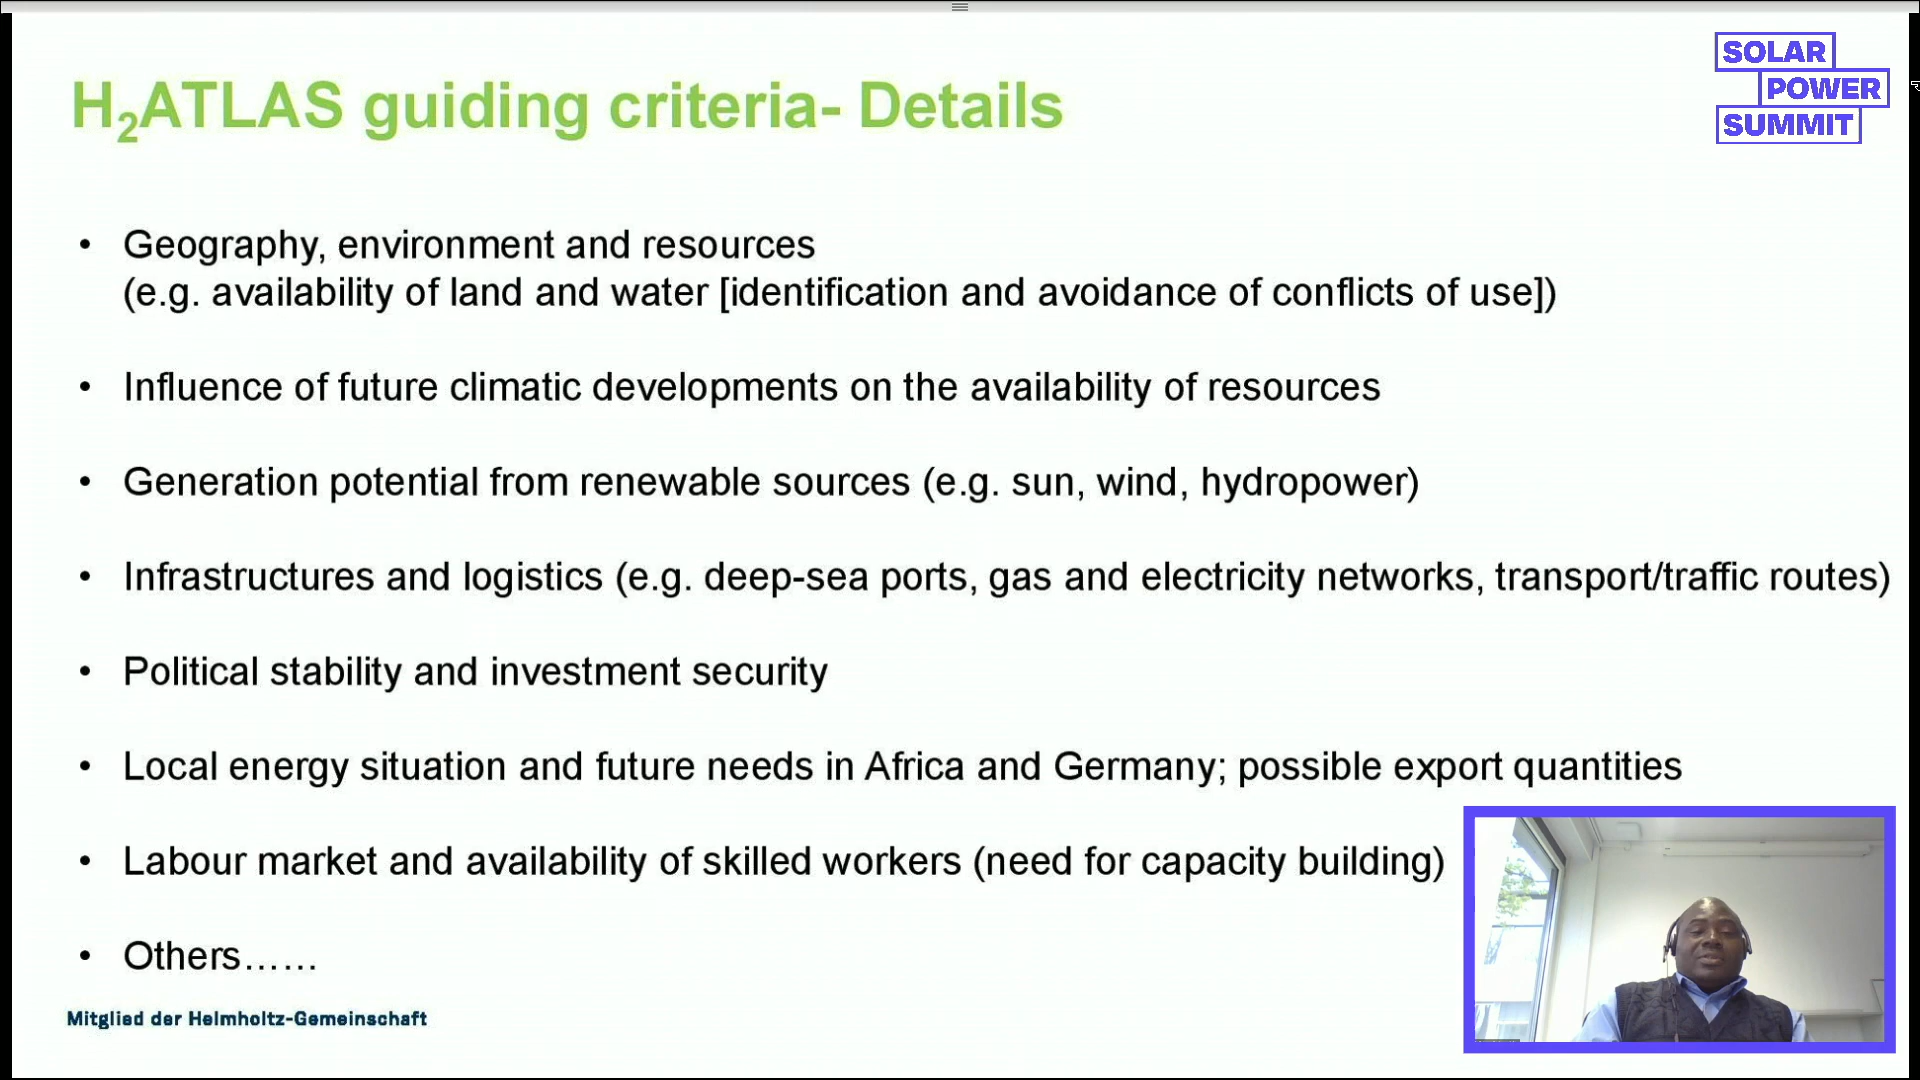 H₂ATLAS guiding criteria- Details
SOLAR
POWER
SUMMIT
• Geography, environment and resources
(e.g. availability of land and water [identification and avoidance of conflicts of use])
• Influence of future climatic developments on the availability of resources
• Generation potential from renewable sources (e.g. sun, wind, hydropower)
• Infrastructures and logistics (e.g. deep-sea ports, gas and electricity networks, transport/traffic routes)
• Political stability and investment security
• Local energy situation and future needs in Africa and Germany; possible export quantities
• Labour market and availability of skilled workers (need for capacity building)
• Others……
Mitglied der Helmholtz-Gemeinschaft